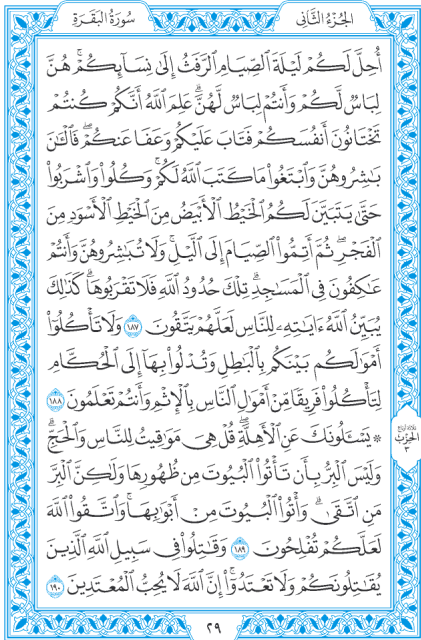 الجُزْءُ الثَّانِي
سُورَةُ البَقَرَةِ
أُحِلَّ لَكُمْ لَيْلَةَ ٱلصِّيَامِ ٱلرَّفَثُ إِلَىٰ نِسَآئِكُمْۚ هُنَّ
لِبَاسٞ لَّكُمْ وَأَنتُمْ لِبَاسٞ لَّهُنَّۗ عَلِمَ ٱللَّهُ أَنَّكُمْ كُنتُمْ
تَخْتَانُونَ أَنفُسَكُمْ فَتَابَ عَلَيْكُمْ وَعَفَا عَنكُمْۖ فَٱلْـَٰٔنَ
بَٰشِرُوهُنَّ وَٱبْتَغُوا۟ مَا كَتَبَ ٱللَّهُ لَكُمْۚ وَكُلُوا۟ وَٱشْرَبُوا۟
حَتَّىٰ يَتَبَيَّنَ لَكُمُ ٱلْخَيْطُ ٱلْأَبْيَضُ مِنَ ٱلْخَيْطِ ٱلْأَسْوَدِ مِنَ
ٱلْفَجْرِۖ ثُمَّ أَتِمُّوا۟ ٱلصِّيَامَ إِلَى ٱلَّيْلِۚ وَلَا تُبَٰشِرُوهُنَّ وَأَنتُمْ
عَٰكِفُونَ فِي ٱلْمَسَٰجِدِۗ تِلْكَ حُدُودُ ٱللَّهِ فَلَا تَقْرَبُوهَاۗ كَذَٰلِكَ
يُبَيِّنُ ٱللَّهُ ءَايَٰتِهِۦ لِلنَّاسِ لَعَلَّهُمْ يَتَّقُونَ ١٨٧ وَلَا تَأْكُلُوٓا۟
أَمْوَٰلَكُم بَيْنَكُم بِٱلْبَٰطِلِ وَتُدْلُوا۟ بِهَآ إِلَى ٱلْحُكَّامِ
لِتَأْكُلُوا۟ فَرِيقٗا مِّنْ أَمْوَٰلِ ٱلنَّاسِ بِٱلْإِثْمِ وَأَنتُمْ تَعْلَمُونَ ١٨٨
۞ يَسْـَٔلُونَكَ عَنِ ٱلْأَهِلَّةِۖ قُلْ هِيَ مَوَٰقِيتُ لِلنَّاسِ وَٱلْحَجِّۗ
وَلَيْسَ ٱلْبِرُّ بِأَن تَأْتُوا۟ ٱلْبُيُوتَ مِن ظُهُورِهَا وَلَٰكِنَّ ٱلْبِرَّ
مَنِ ٱتَّقَىٰۗ وَأْتُوا۟ ٱلْبُيُوتَ مِنْ أَبْوَٰبِهَاۚ وَٱتَّقُوا۟ ٱللَّهَ
لَعَلَّكُمْ تُفْلِحُونَ ١٨٩ وَقَٰتِلُوا۟ فِي سَبِيلِ ٱللَّهِ ٱلَّذِينَ
يُقَٰتِلُونَكُمْ وَلَا تَعْتَدُوٓا۟ۚ إِنَّ ٱللَّهَ لَا يُحِبُّ ٱلْمُعْتَدِينَ ١٩٠
الحِزْب
٣
٢٩